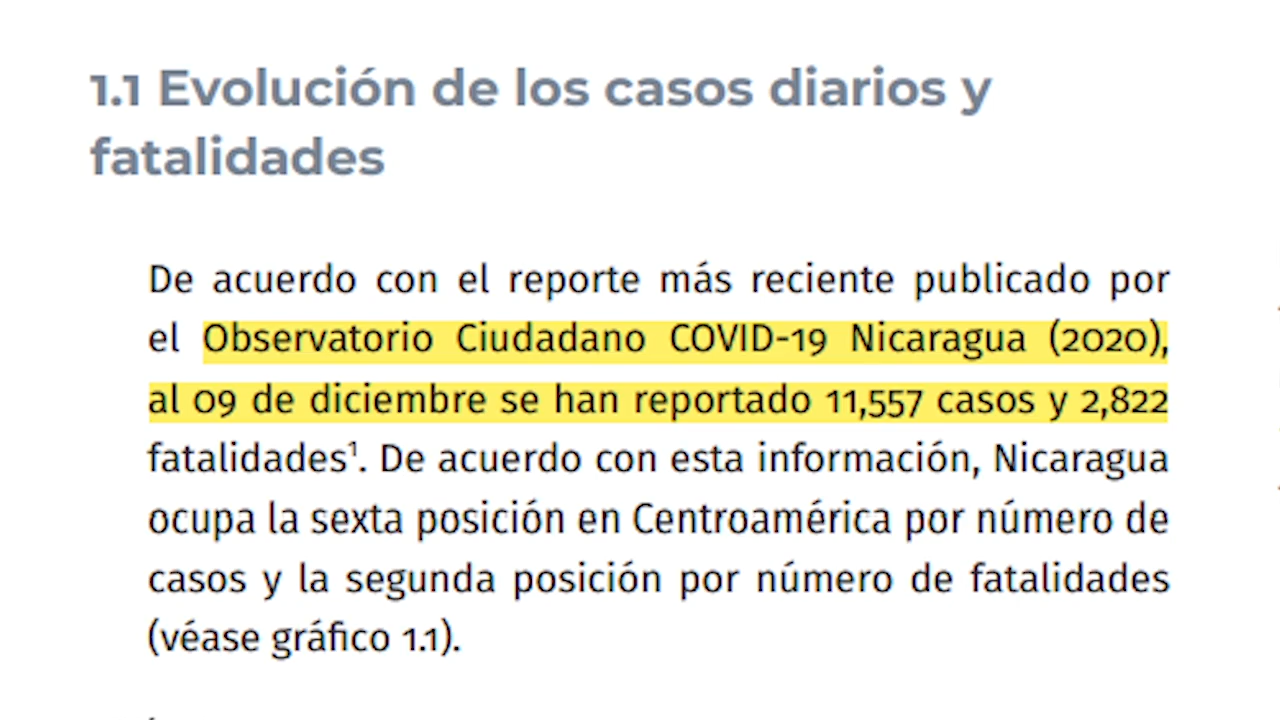 1.1 Evolución de los casos diarios y
fatalidades
De acuerdo con el reporte más reciente publicado por
el Observatorio Ciudadano COVID-19 Nicaragua (2020),
al 09 de diciembre se han reportado 11,557 casos y 2,822
fatalidades¹. De acuerdo con esta información, Nicaragua
ocupa la sexta posición en Centroamérica por número de
casos y la segunda posición por número de fatalidades
(véase gráfico 1.1).